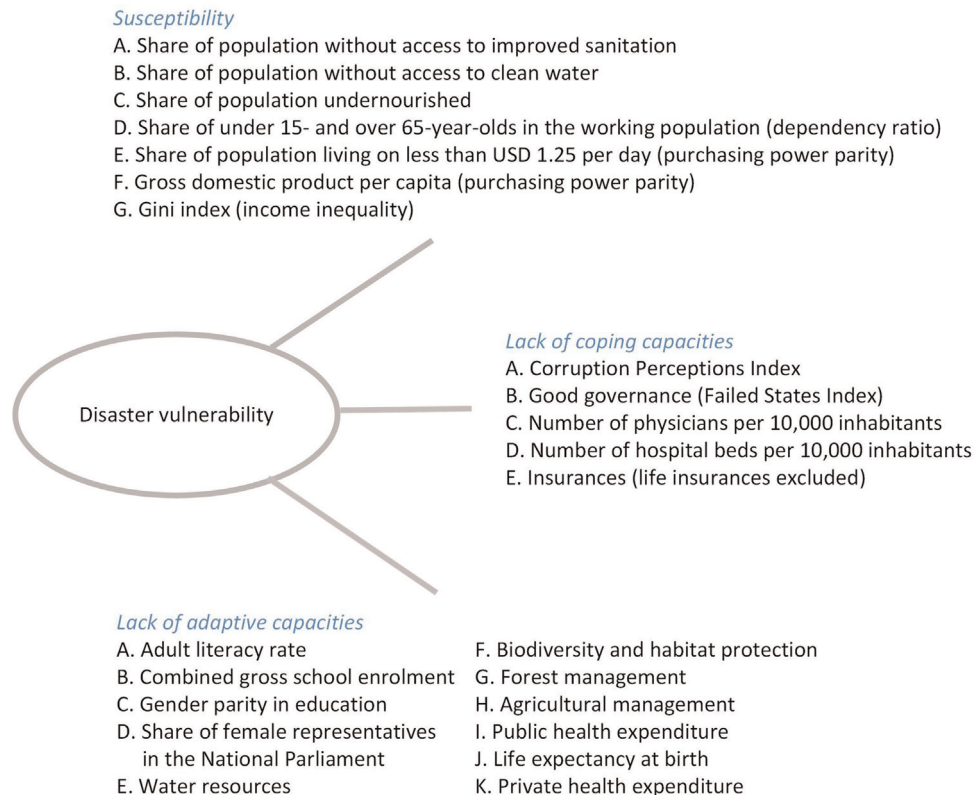 Susceptibility
A. Share of population without access to improved sanitation
B. Share of population without access to clean water
C. Share of population undernourished
D. Share of under 15- and over 65-year-olds in the working population (dependency ratio)
E. Share of population living on less than USD 1.25 per day (purchasing power parity)
F. Gross domestic product per capita (purchasing power parity)
G. Gini index (income inequality)
Disaster vulnerability
Lack of coping capacities
A. Corruption Perceptions Index
B. Good governance (Failed States Index)
C. Number of physicians per 10,000 inhabitants
D. Number of hospital beds per 10,000 inhabitants
E. Insurances (life insurances excluded)
Lack of adaptive capacities
A. Adult literacy rate
B. Combined gross school enrolment
C. Gender parity in education
D. Share of female representatives
in the National Parliament
E. Water resources
F. Biodiversity and habitat protection
G. Forest management
H. Agricultural management
I. Public health expenditure
J. Life expectancy at birth
K. Private health expenditure